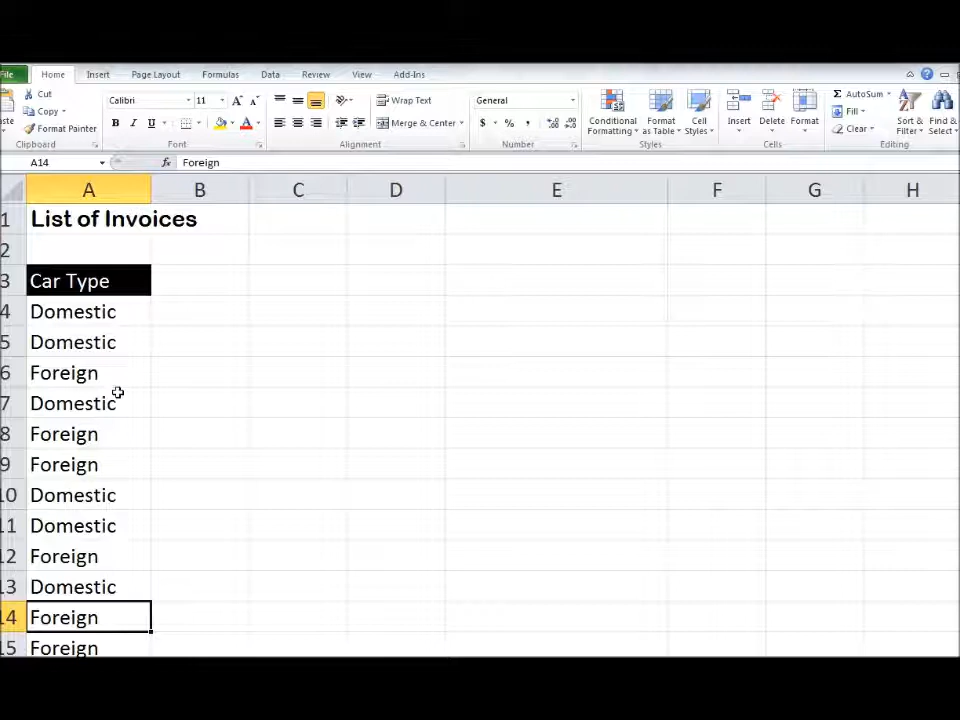 File Home Insert Page Layout Formulas Data Review View Add-Ins
Cut Calibri 11 A A Wrap Text General Σ AutoSum
Copy Fill
Format Painter B I U A Merge & Center $ % , Conditional Formatting Format as Table Cell Styles Insert Delete Format Clear Sort & Filter Find & Select
Clipboard Font Alignment Number Styles Cells Editing
A14 fx Foreign
A B C D E F G H
1 List of Invoices
2
3 Car Type
4 Domestic
5 Domestic
6 Foreign
7 Domestic
8 Foreign
9 Foreign
10 Domestic
11 Domestic
12 Foreign
13 Domestic
14 Foreign
15 Foreign